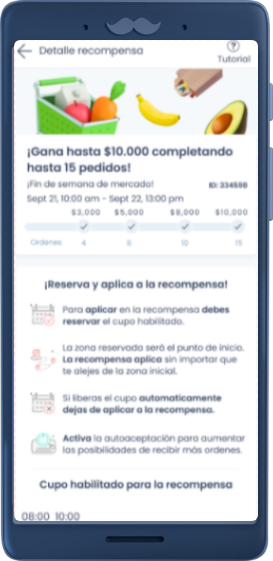 Detalle recompensa
Tutorial
¡Gana hasta $10.000 completando
hasta 15 pedidos!
¡Fin de semana de mercado! ID: 334598
Sept 21, 10:00 am - Sept 22, 13:00 pm
$3,000 $5,000 $8,000 $10,000
Ordenes 4 8 10 15
¡Reserva y aplica a la recompensa!
Para aplicar en la recompensa debes
reservar el cupo habilitado.
La zona reservada será el punto de inicio.
La recompensa aplica sin importar que
te alejes de la zona inicial.
Si liberas el cupo automaticamente
dejas de aplicar a la recompensa.
Activa la autoaceptación para aumentar
las posibilidades de recibir más ordenes.
Cupo habilitado para la recompensa
08:00 10:00